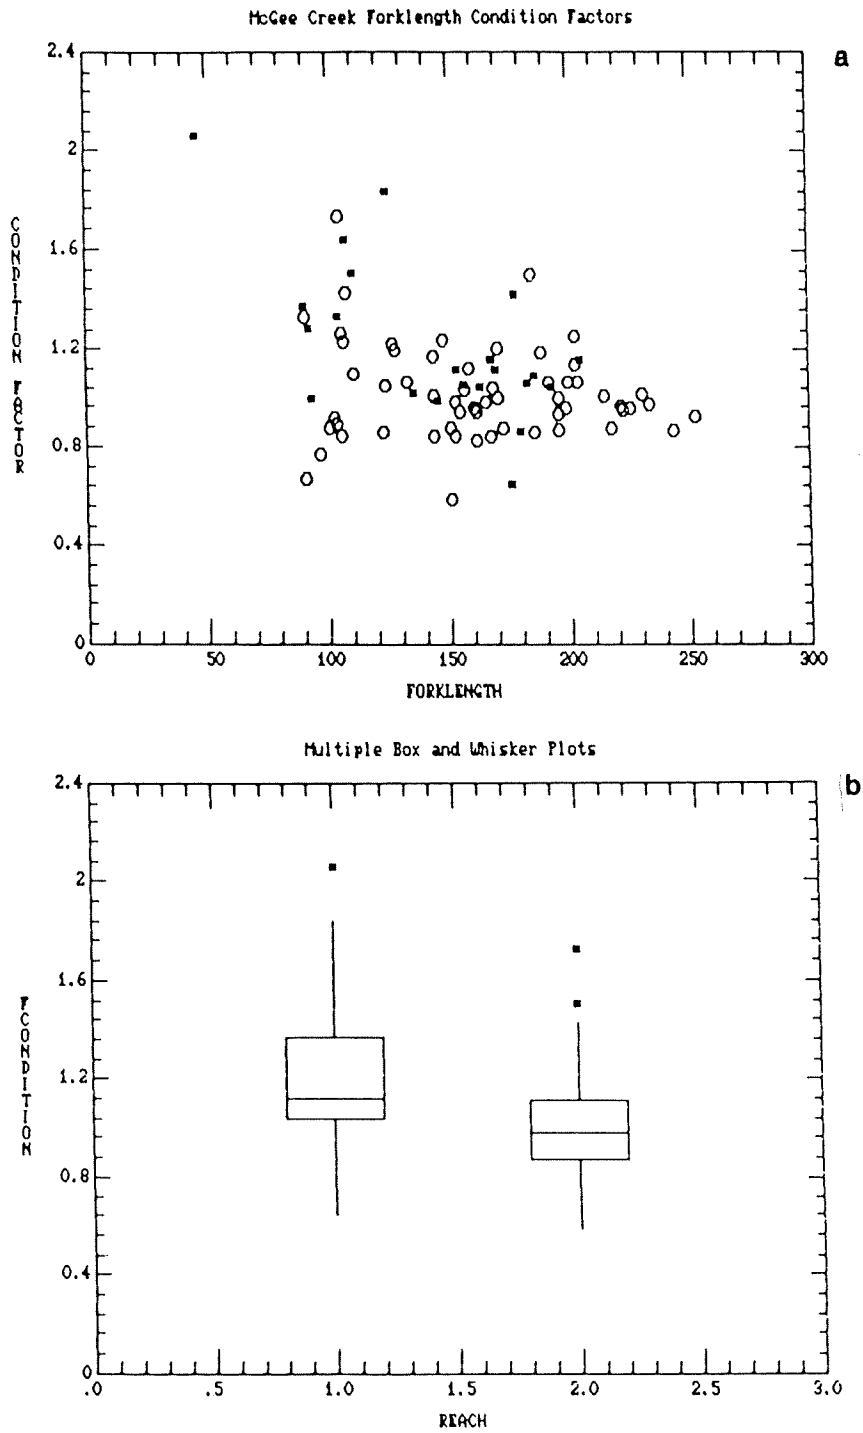 McGee Creek Forklength Condition Factors
a
2.4
2
1.6
1.2
0.8
0.4
0
CONDITION FACTOR
0 50 100 150 200 250 300
FORKLENGTH
Multiple Box and Whisker Plots
b
2.4
2
1.6
1.2
0.8
0.4
0
FCONDITION
.0 .5 1.0 1.5 2.0 2.5 3.0
REACH